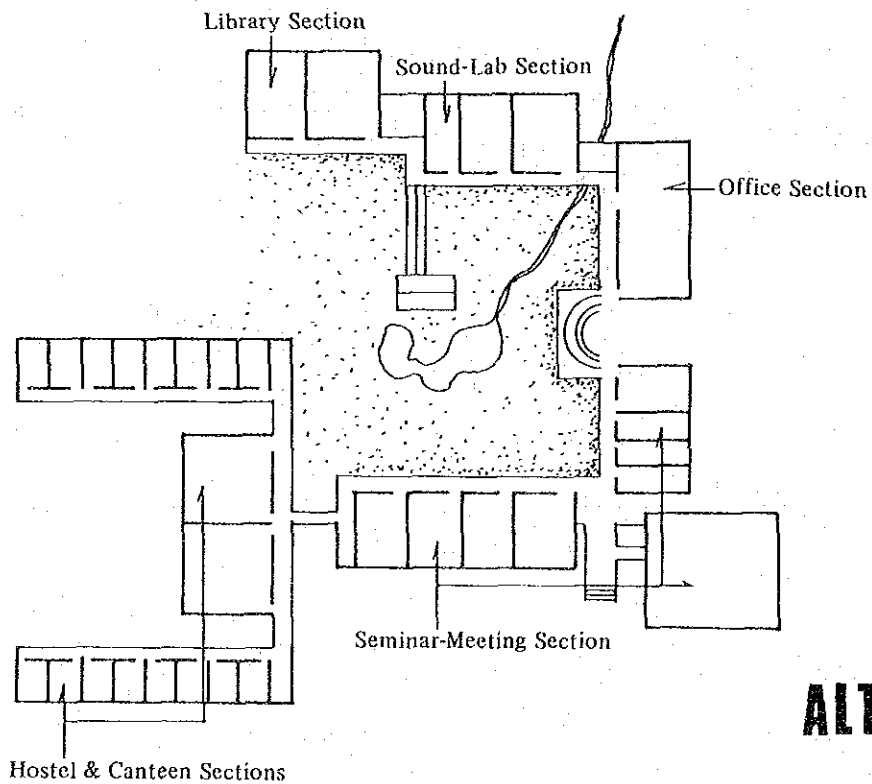 Library Section
Sound-Lab Section
Office Section
Seminar-Meeting Section
ALT
Hostel & Canteen Sections